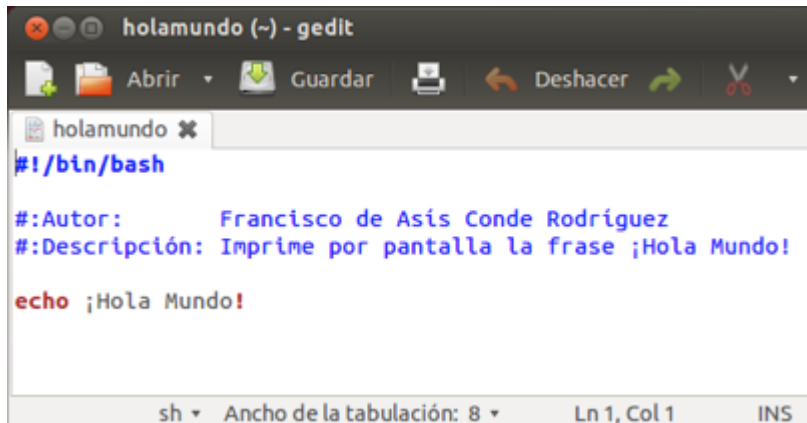 holamundo (~) - gedit
Abrir Guardar Deshacer
holamundo
#!/bin/bash
#:Autor: Francisco de Asís Conde Rodríguez
#:Descripción: Imprime por pantalla la frase ¡Hola Mundo!
echo ¡Hola Mundo!
sh Ancho de la tabulación: 8 Ln 1, Col 1 INS